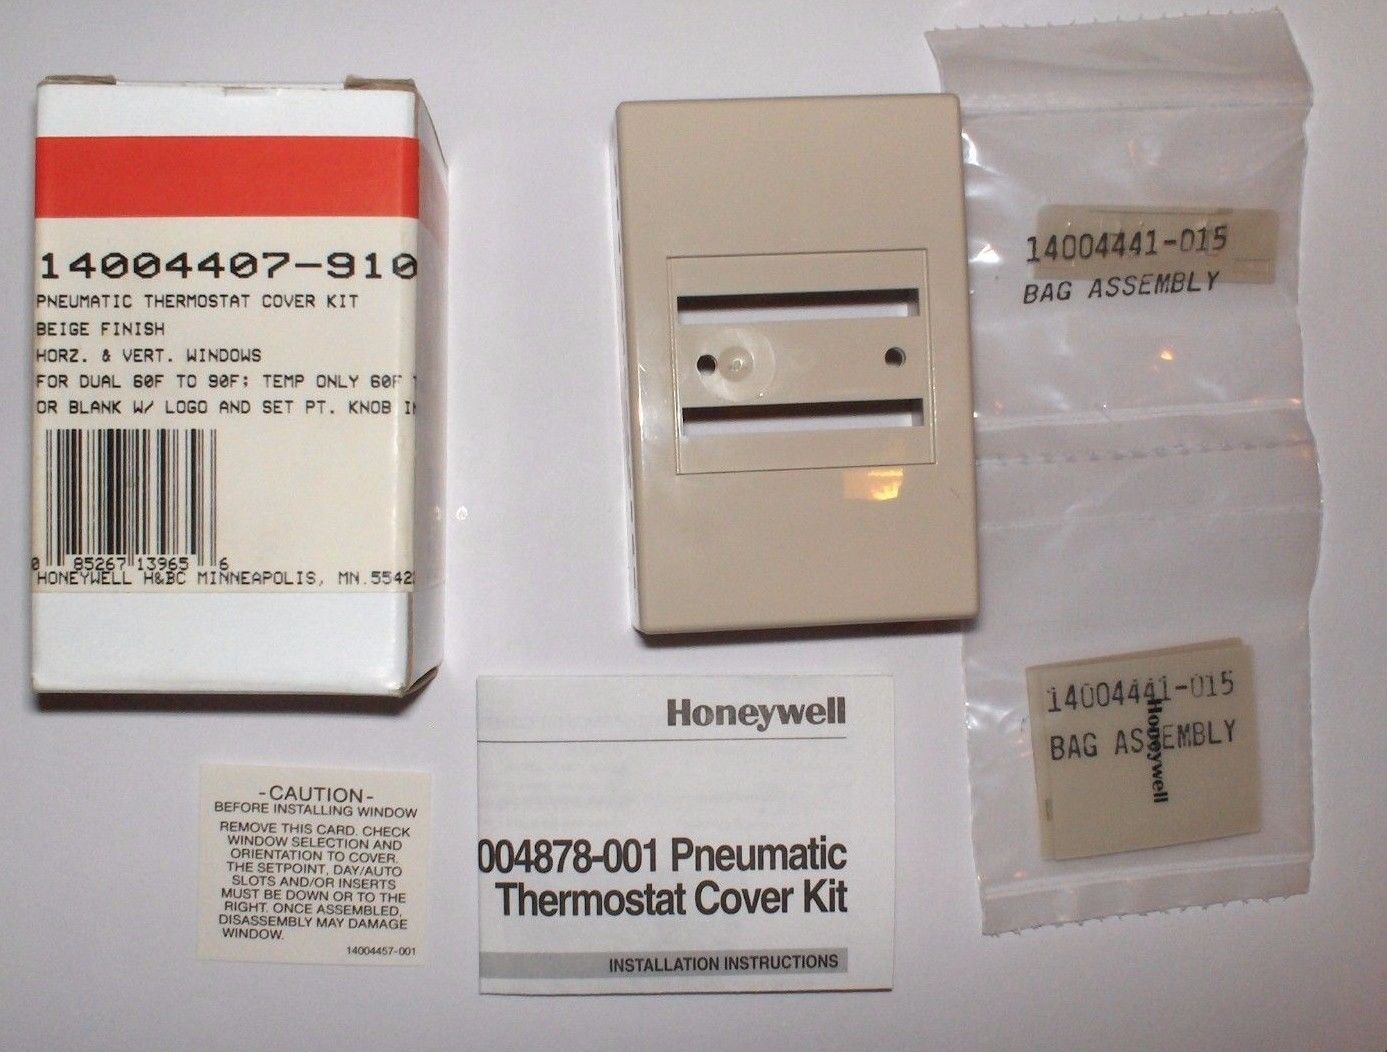 14004407-910
PNEUMATIC THERMOSTAT COVER KIT
BEIGE FINISH
HORZ. & VERT. WINDOWS
FOR DUAL 60F TO 90F; TEMP ONLY 60F
OR BLANK W/ LOGO AND SET PT. KNOB
0 85267 13965 6
HONEYWELL H&BC MINNEAPOLIS, MN.5542
14004441-015
BAG ASSEMBLY
14004441-015
BAG ASSEMBLY
Honeywell
Honeywell
004878-001 Pneumatic
Thermostat Cover Kit
INSTALLATION INSTRUCTIONS
-CAUTION-
BEFORE INSTALLING WINDOW
REMOVE THIS CARD. CHECK
WINDOW SELECTION AND
ORIENTATION TO COVER.
THE SETPOINT, DAY/AUTO
SLOTS AND/OR INSERTS
MUST BE DOWN OR TO THE
RIGHT. ONCE ASSEMBLED,
DISASSEMBLY MAY DAMAGE
WINDOW.
14004457-001